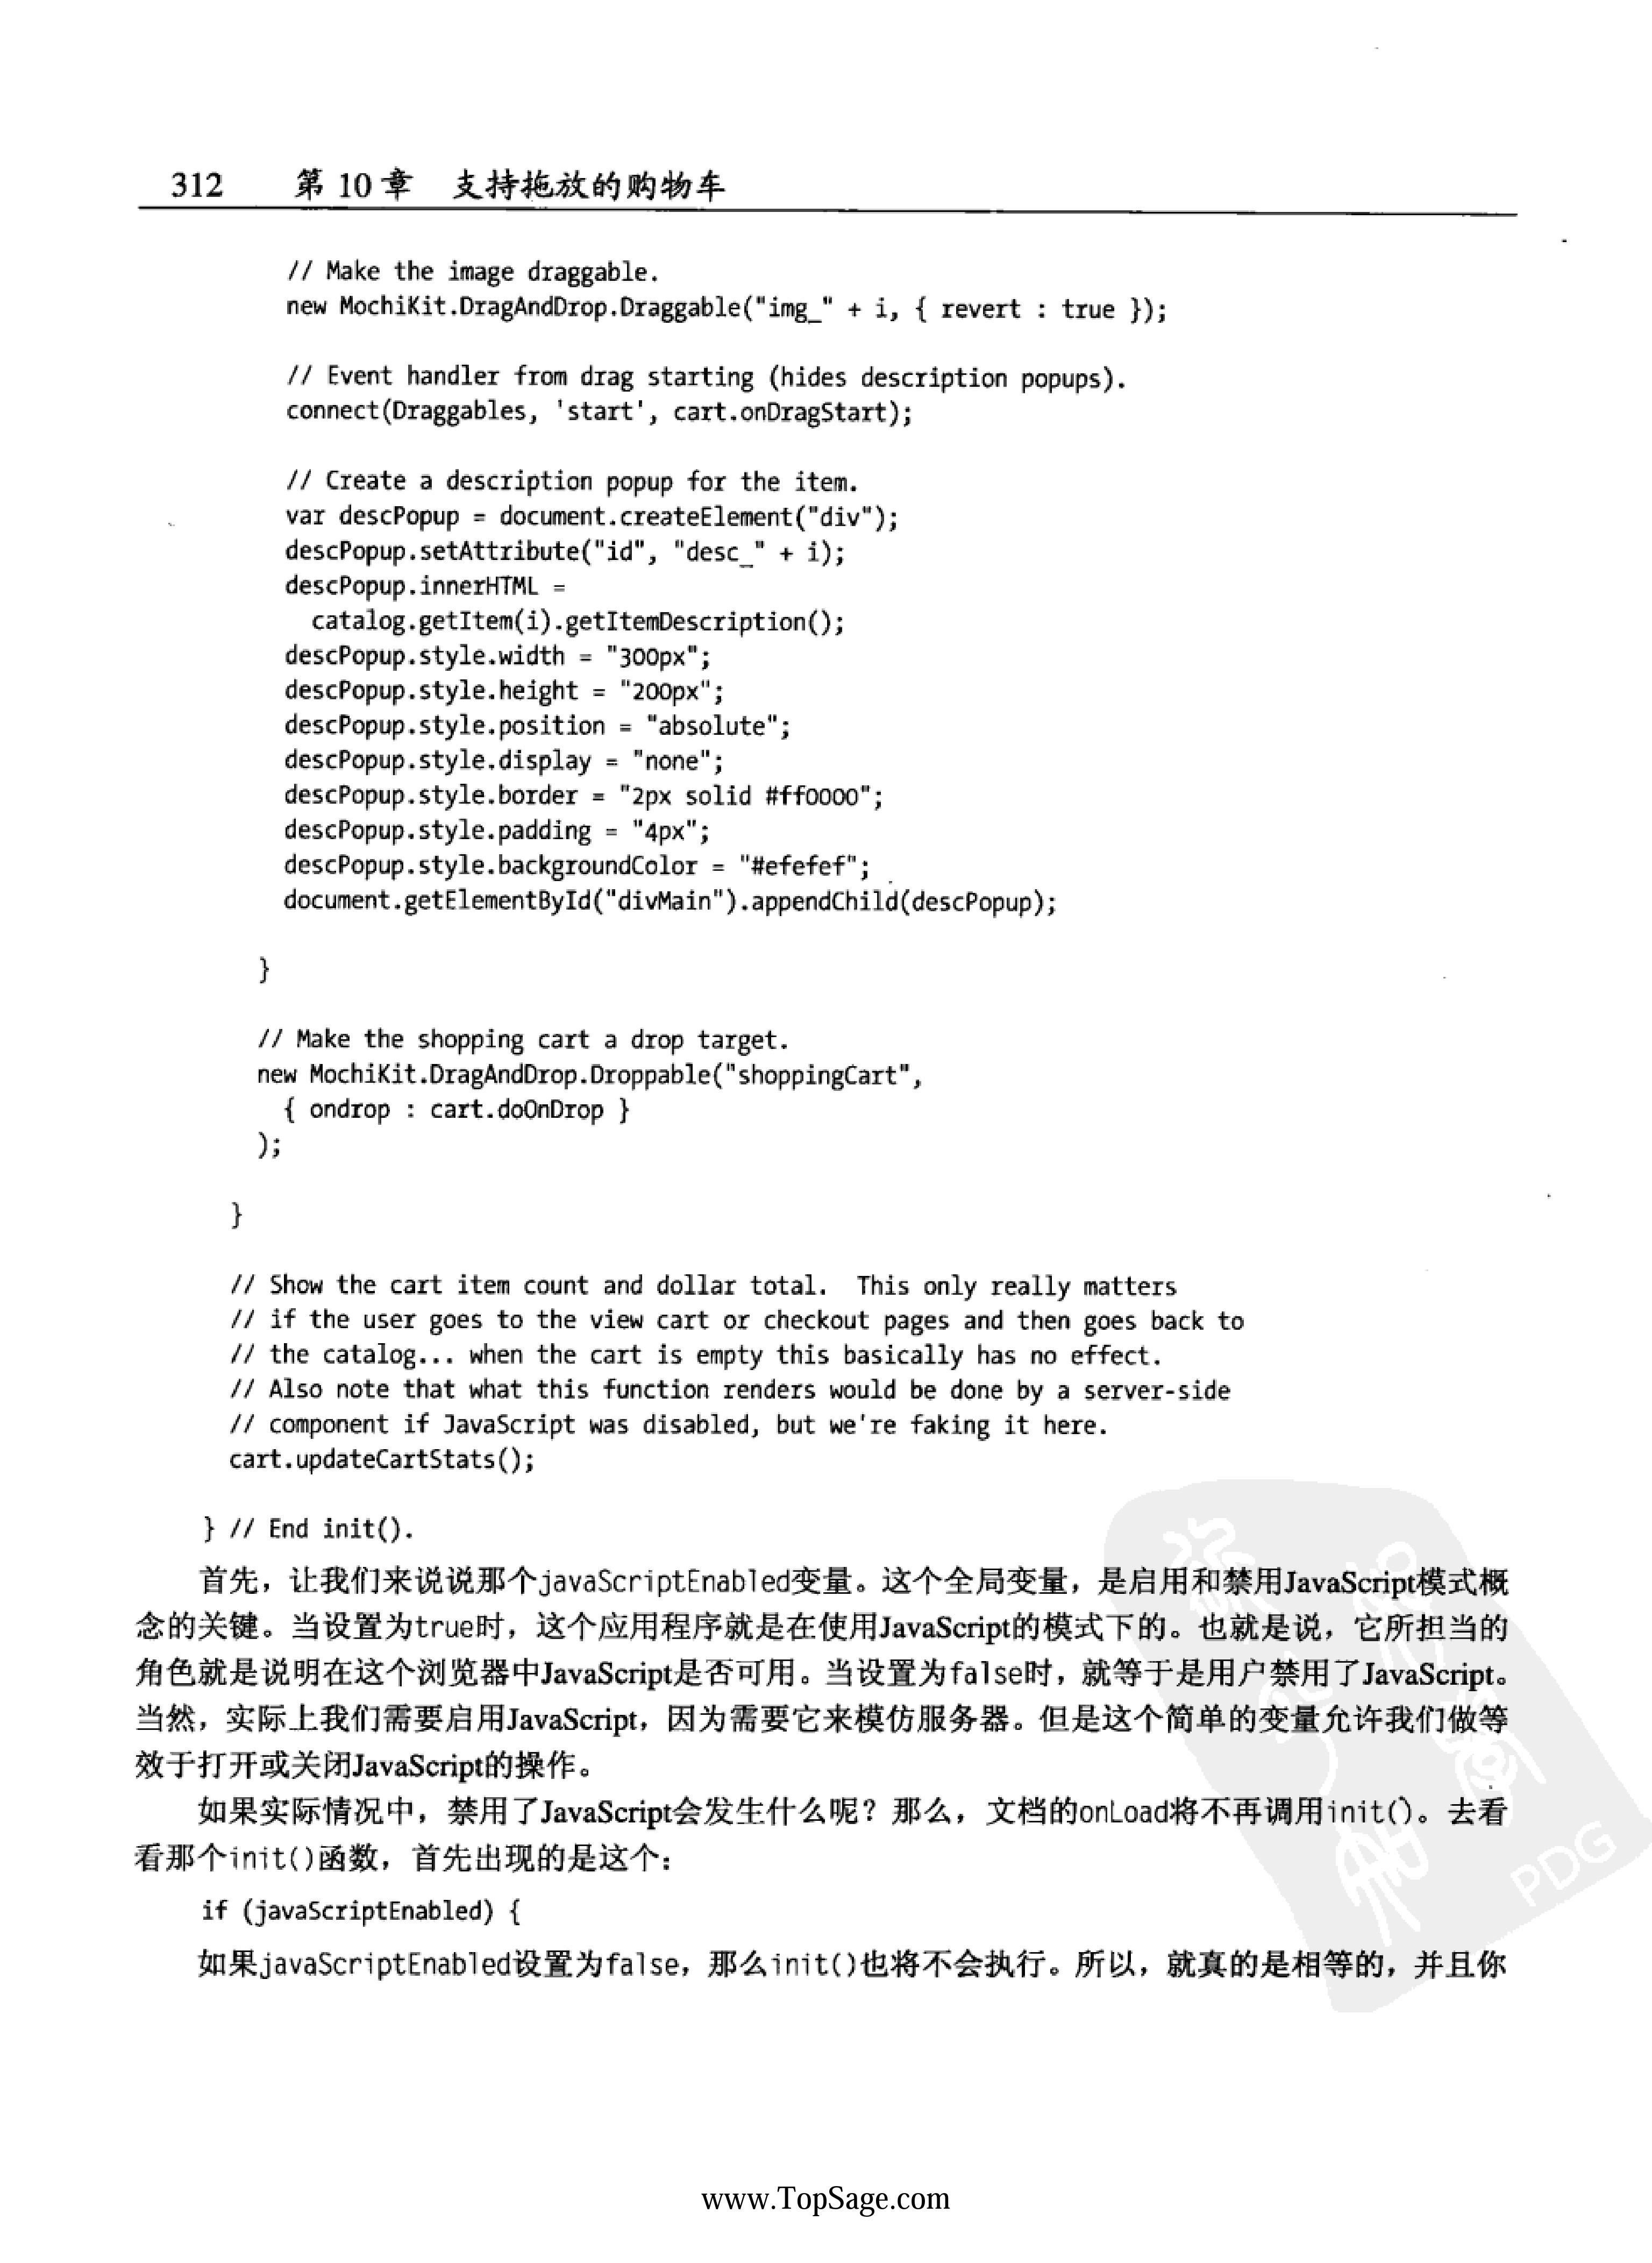 312 第 10 章 支持拖放的购物车
// Make the image draggable.
new MochiKit.DragAndDrop.Draggable("img_" + i, { revert : true });
// Event handler from drag starting (hides description popups).
connect(Draggables, 'start', cart.onDragStart);
// Create a description popup for the item.
var descPopup = document.createElement("div");
descPopup.setAttribute("id", "desc_" + i);
descPopup.innerHTML =
catalog.getItem(i).getItemDescription();
descPopup.style.width = "300px";
descPopup.style.height = "200px";
descPopup.style.position = "absolute";
descPopup.style.display = "none";
descPopup.style.border = "2px solid #ff0000";
descPopup.style.padding = "4px";
descPopup.style.backgroundColor = "#efefef";
document.getElementById("divMain").appendChild(descPopup);
}
// Make the shopping cart a drop target.
new MochiKit.DragAndDrop.Droppable("shoppingCart",
{ ondrop : cart.doOnDrop }
);
}
// Show the cart item count and dollar total.  This only really matters
// if the user goes to the view cart or checkout pages and then goes back to
// the catalog... when the cart is empty this basically has no effect.
// Also note that what this function renders would be done by a server-side
// component if JavaScript was disabled, but we're faking it here.
cart.updateCartStats();
} // End init().
首先，让我们来说说那个javaScriptEnabled变量。这个全局变量，是启用和禁用JavaScript模式概
念的关键。当设置为true时，这个应用程序就是在使用JavaScript的模式下的。也就是说，它所担当的
角色就是说明在这个浏览器中JavaScript是否可用。当设置为false时，就等于是用户禁用了JavaScript。
当然，实际上我们需要启用JavaScript，因为需要它来模仿服务器。但是这个简单的变量允许我们做等
效于打开或关闭JavaScript的操作。
如果实际情况中，禁用了JavaScript会发生什么呢？那么，文档的onLoad将不再调用init()。去看
看那个init()函数，首先出现的是这个：
if (javaScriptEnabled) {
如果javaScriptEnabled设置为false，那么init()也将不会执行。所以，就真的是相等的，并且你
PDG
www.TopSage.com